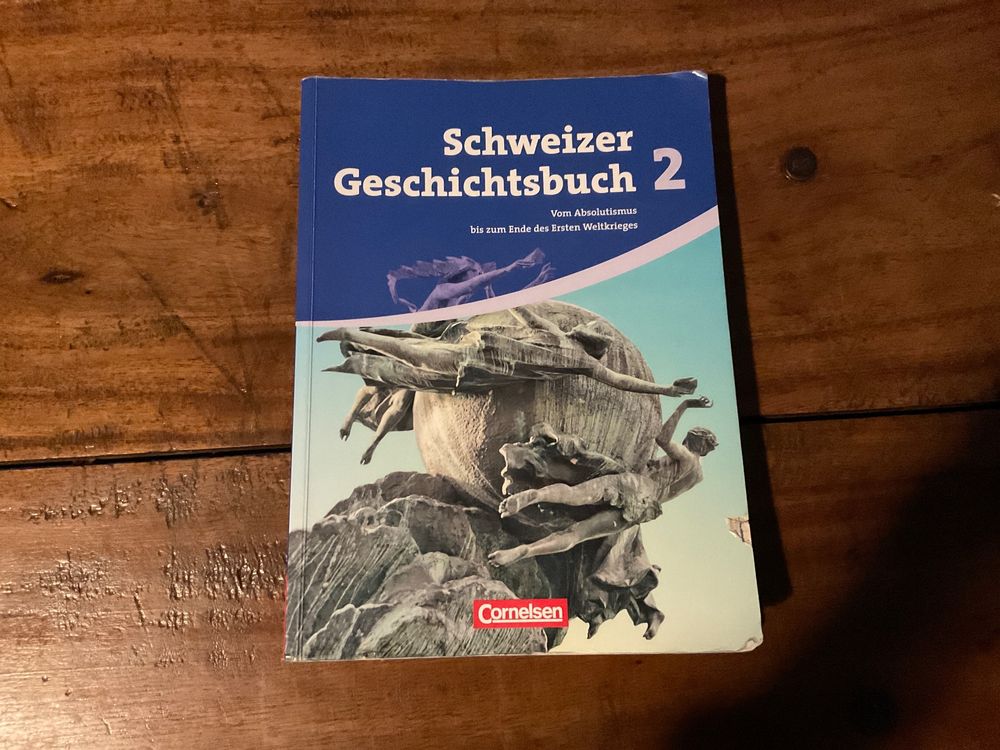 Schweizer
Geschichtsbuch 2
Vom Absolutismus
bis zum Ende des Ersten Weltkrieges
Cornelsen